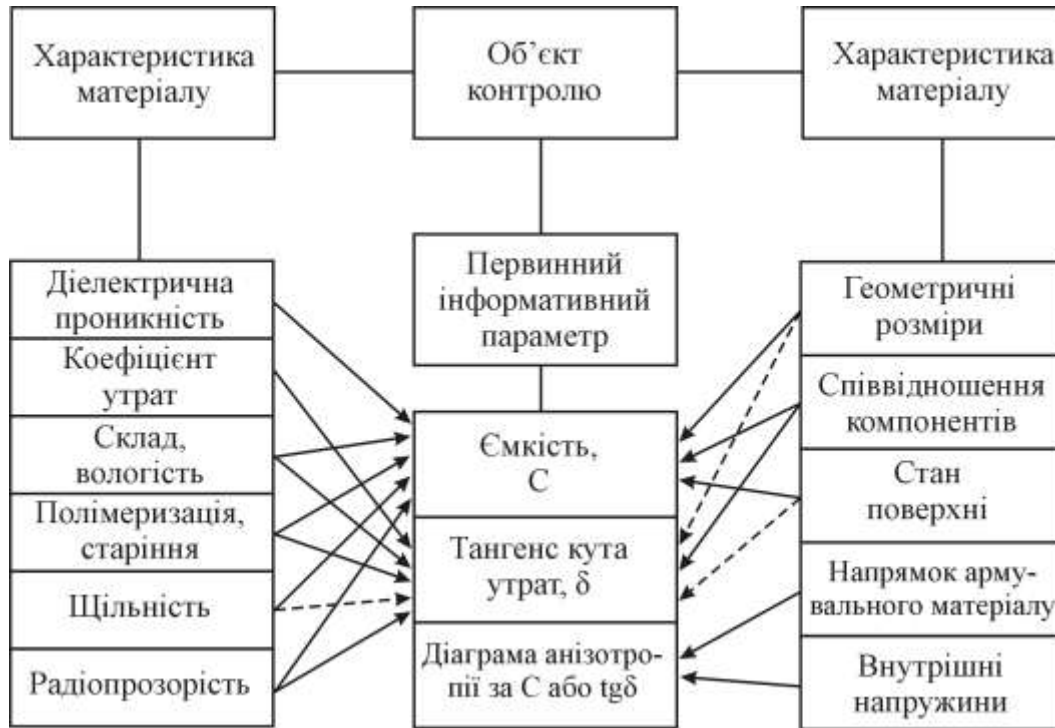 Характеристика
матеріалу
Об’єкт
контролю
Характеристика
матеріалу
Діелектрична
проникність
Коефіцієнт
утрат
Склад,
вологість
Полімеризація,
старіння
Щільність
Радіопрозорість
Первинний
інформативний
параметр
Ємкість,
С
Тангенс кута
утрат, δ
Діаграма анізотро-
пії за С або tgδ
Геометричні
розміри
Співвідношення
компонентів
Стан
поверхні
Напрямок арму-
вального матеріалу
Внутрішні
напружини